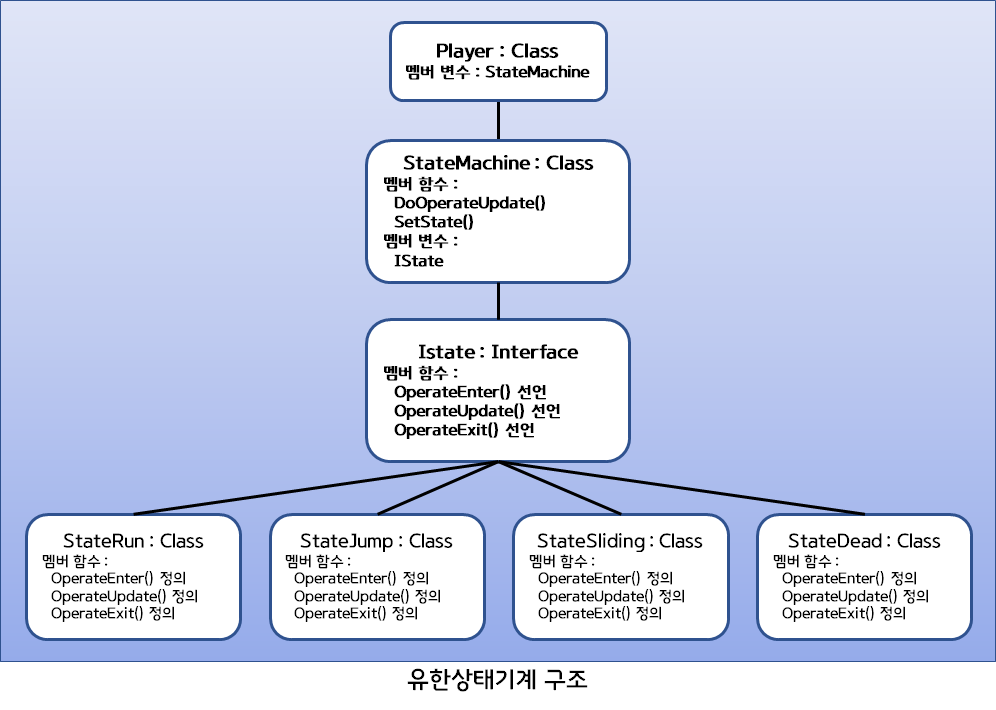 Player : Class
멤버 변수 : StateMachine
StateMachine : Class
멤버 함수 :
DoOperateUpdate()
SetState()
멤버 변수 :
IState
Istate : Interface
멤버 함수 :
OperateEnter() 선언
OperateUpdate() 선언
OperateExit() 선언
StateRun : Class
멤버 함수 :
OperateEnter() 정의
OperateUpdate() 정의
OperateExit() 정의
StateJump : Class
멤버 함수 :
OperateEnter() 정의
OperateUpdate() 정의
OperateExit() 정의
StateSliding : Class
멤버 함수 :
OperateEnter() 정의
OperateUpdate() 정의
OperateExit() 정의
StateDead : Class
멤버 함수 :
OperateEnter() 정의
OperateUpdate() 정의
OperateExit() 정의
유한상태기계 구조